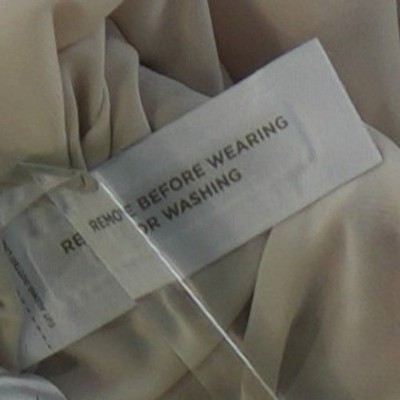 REMOVE BEFORE WEARING
OR WASHING